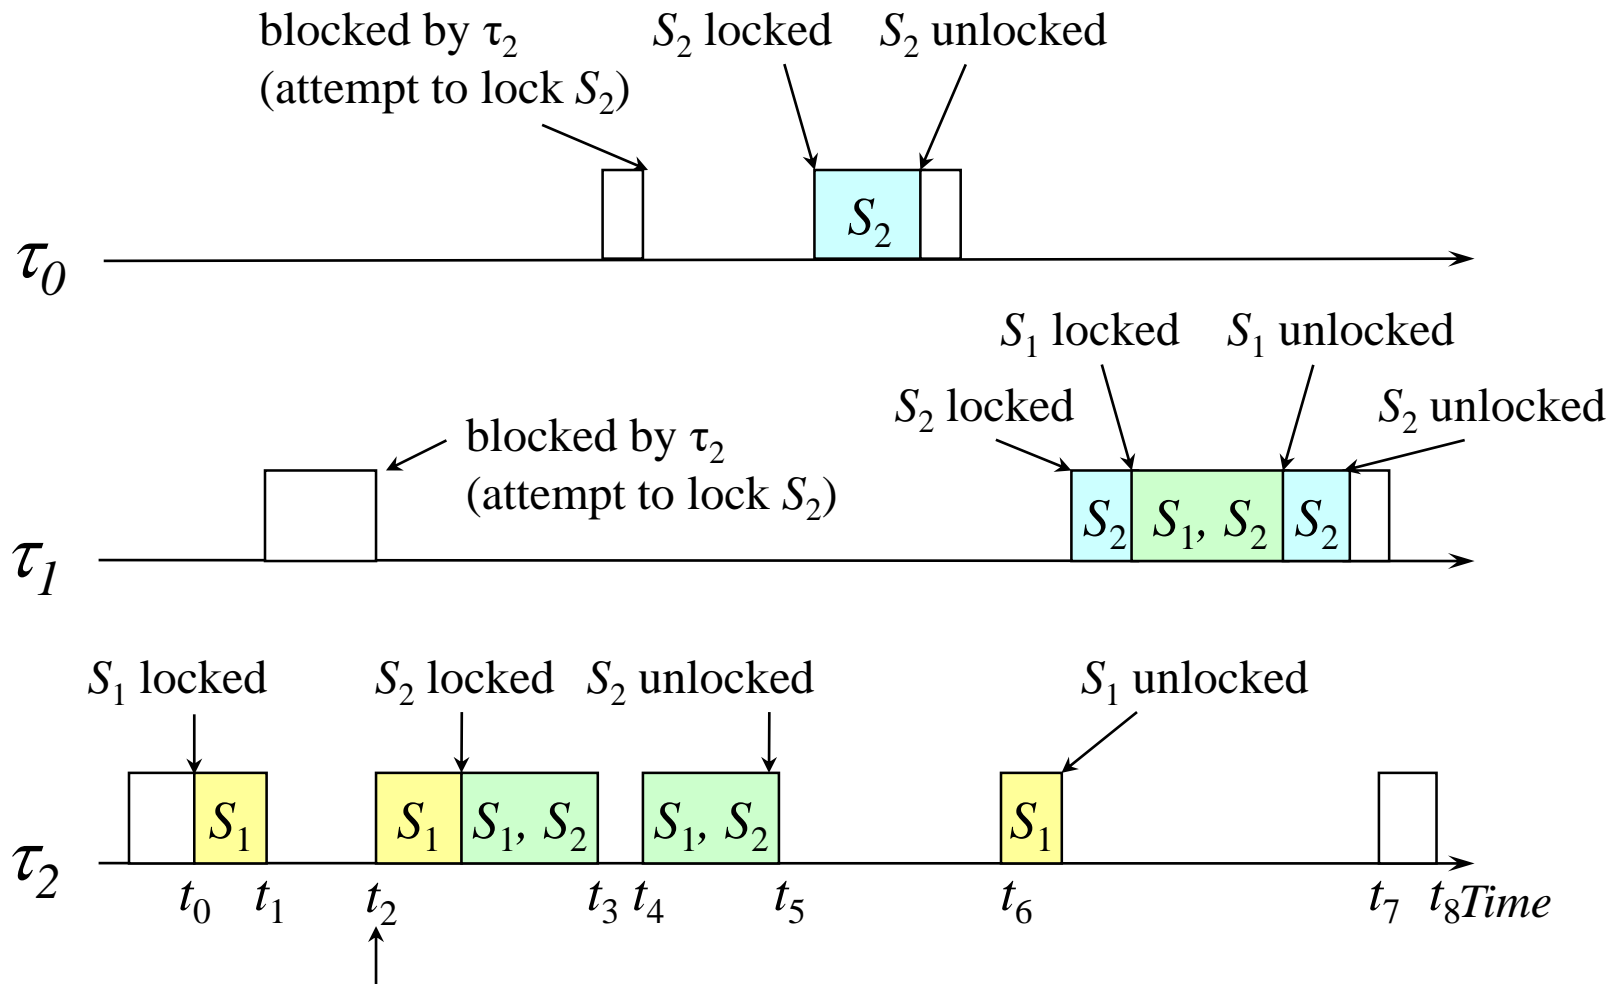 blocked by τ₂ S₂ locked S₂ unlocked
(attempt to lock S₂)
S₂
τ₀
S₁ locked S₁ unlocked
S₂ locked S₂ unlocked
blocked by τ₂
(attempt to lock S₂)
S₂ S₁, S₂ S₂
τ₁
S₁ locked S₂ locked S₂ unlocked S₁ unlocked
S₁ S₁ S₁, S₂ S₁, S₂ S₁
τ₂
t₀ t₁ t₂ t₃ t₄ t₅ t₆ t₇ t₈ Time